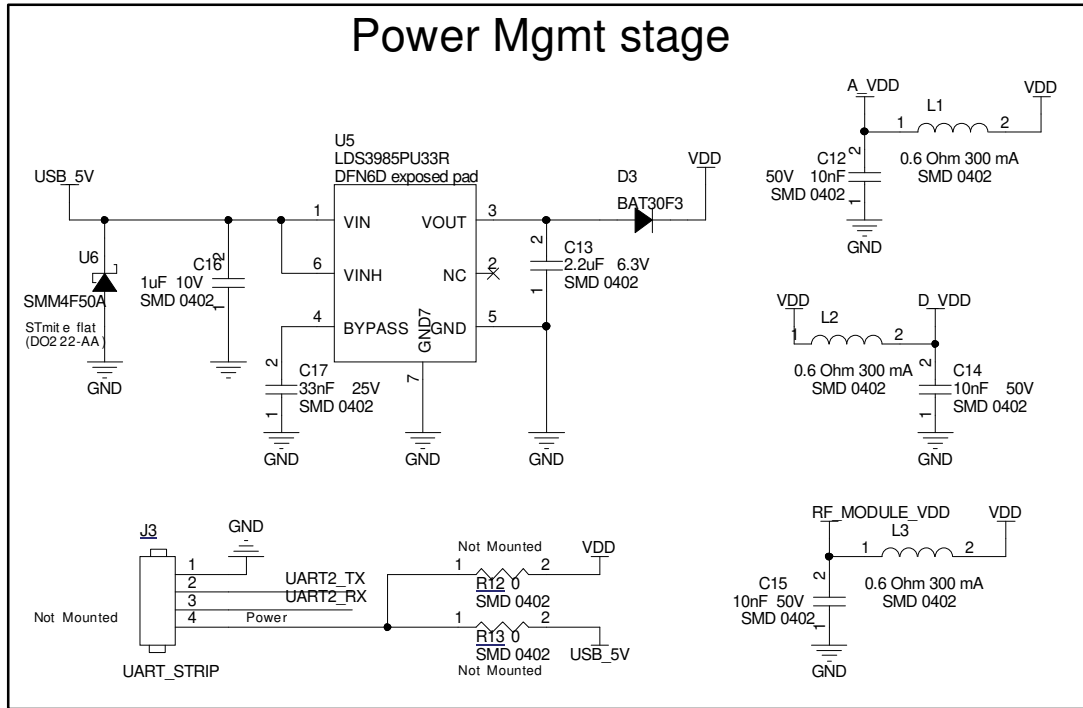 Power Mgmt stage
U5
LDS3985PU33R
DFN6D exposed pad
USB_5V
1
VIN
VOUT
3
6
VINH
NC
2
4
BYPASS
GND7
GND
5
7
U6
SMM4F50A
STmite flat
(DO222-AA)
GND
C16
1uF 10V
SMD 0402
2
1
C17
33nF 25V
SMD 0402
2
1
GND
GND
C13
2.2uF 6.3V
SMD 0402
2
1
GND
D3
BAT30F3
VDD
A_VDD
VDD
L1
1
2
0.6 Ohm 300 mA
SMD 0402
C12
50V 10nF
SMD 0402
2
1
GND
VDD
D_VDD
L2
1
2
0.6 Ohm 300 mA
SMD 0402
C14
10nF 50V
SMD 0402
2
1
GND
J3
GND
1
2
UART2_TX
3
UART2_RX
4
Power
Not Mounted
UART_STRIP
Not Mounted
VDD
1
2
R12 0
SMD 0402
1
2
R13 0
SMD 0402
USB_5V
Not Mounted
RF_MODULE_VDD
VDD
L3
1
2
0.6 Ohm 300 mA
SMD 0402
C15
10nF 50V
SMD 0402
2
1
GND